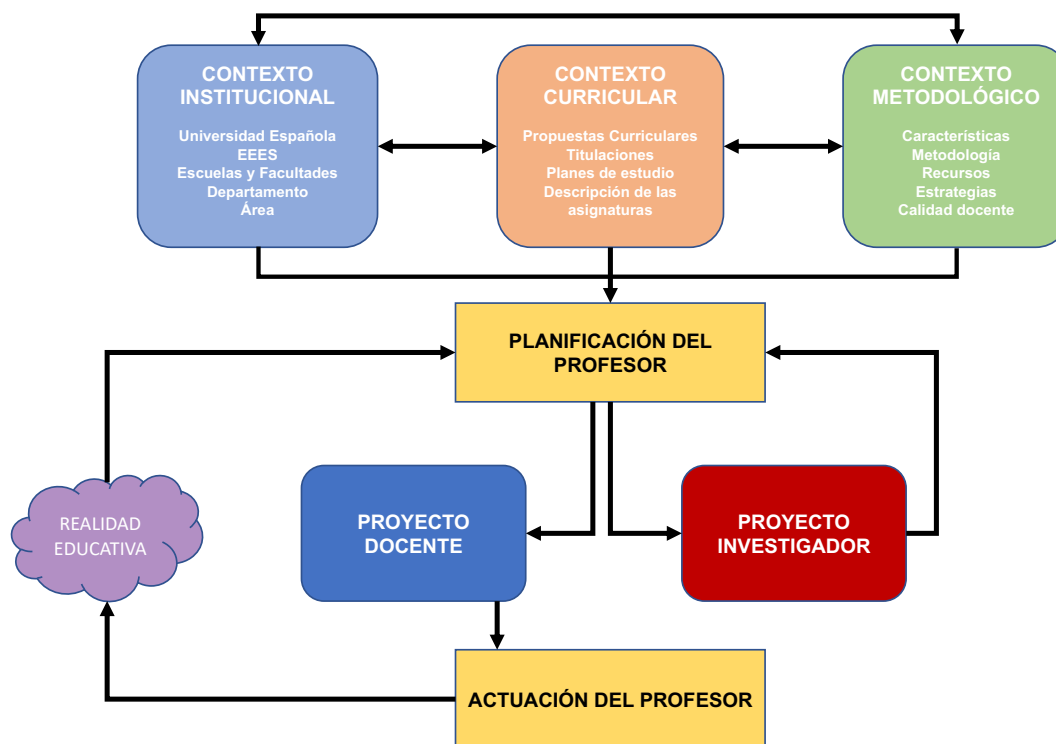 CONTEXTO
INSTITUCIONAL
Universidad Española
EEES
Escuelas y Facultades
Departamento
Área
CONTEXTO
CURRICULAR
Propuestas Curriculares
Titulaciones
Planes de estudio
Descripción de las
asignaturas
CONTEXTO
METODOLÓGICO
Característícas
Metodología
Recursos
Estrategias
Calidad docente
PLANIFICACIÓN DEL
PROFESOR
REALIDAD
EDUCATIVA
PROYECTO
DOCENTE
PROYECTO
INVESTIGADOR
ACTUACIÓN DEL PROFESOR